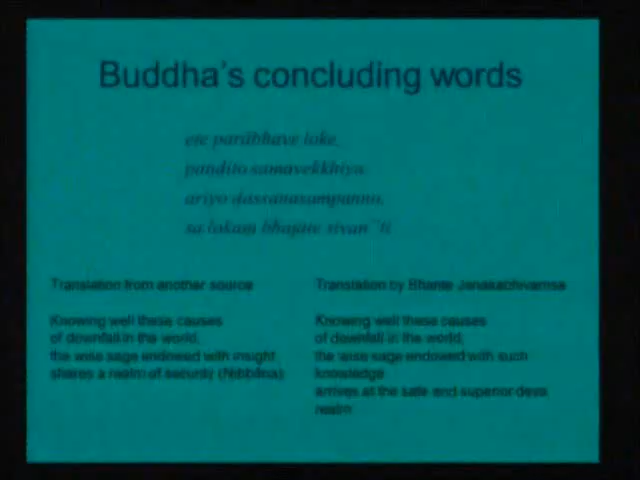 Buddha's concluding words
ete parābhave loke,
paṇḍito samavekkhiya
ariyo dassanasampanno,
sa lokaṃ bhajate sivan"ti
Translation from another source
Knowing well these causes
of downfall in the world,
the wise sage endowed with insight
shares a realm of security (Nibbāna)
Translation by Bhante Janakabhivamsa
Knowing well these causes
of downfall in the world,
the wise sage endowed with such
knowledge
arrives at the safe and superior deva
realm